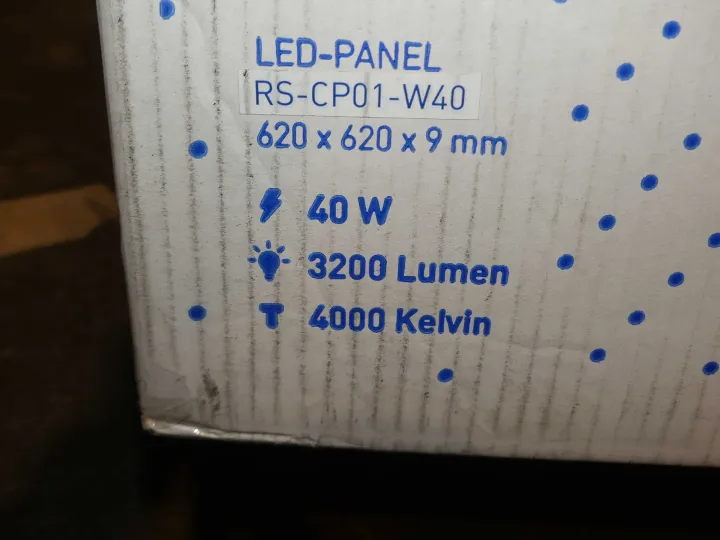 LED-PANEL
RS-CP01-W40
620 x 620 x 9 mm
40 W
3200 Lumen
T 4000 Kelvin